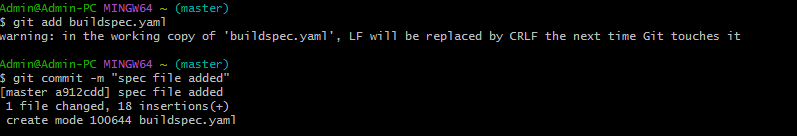 Admin@Admin-PC MINGW64 ~ (master)
$ git add buildspec.yaml
warning: in the working copy of 'buildspec.yaml', LF will be replaced by CRLF the next time Git touches it
Admin@Admin-PC MINGW64 ~ (master)
$ git commit -m "spec file added"
[master a912cdd] spec file added
1 file changed, 18 insertions(+)
create mode 100644 buildspec.yaml